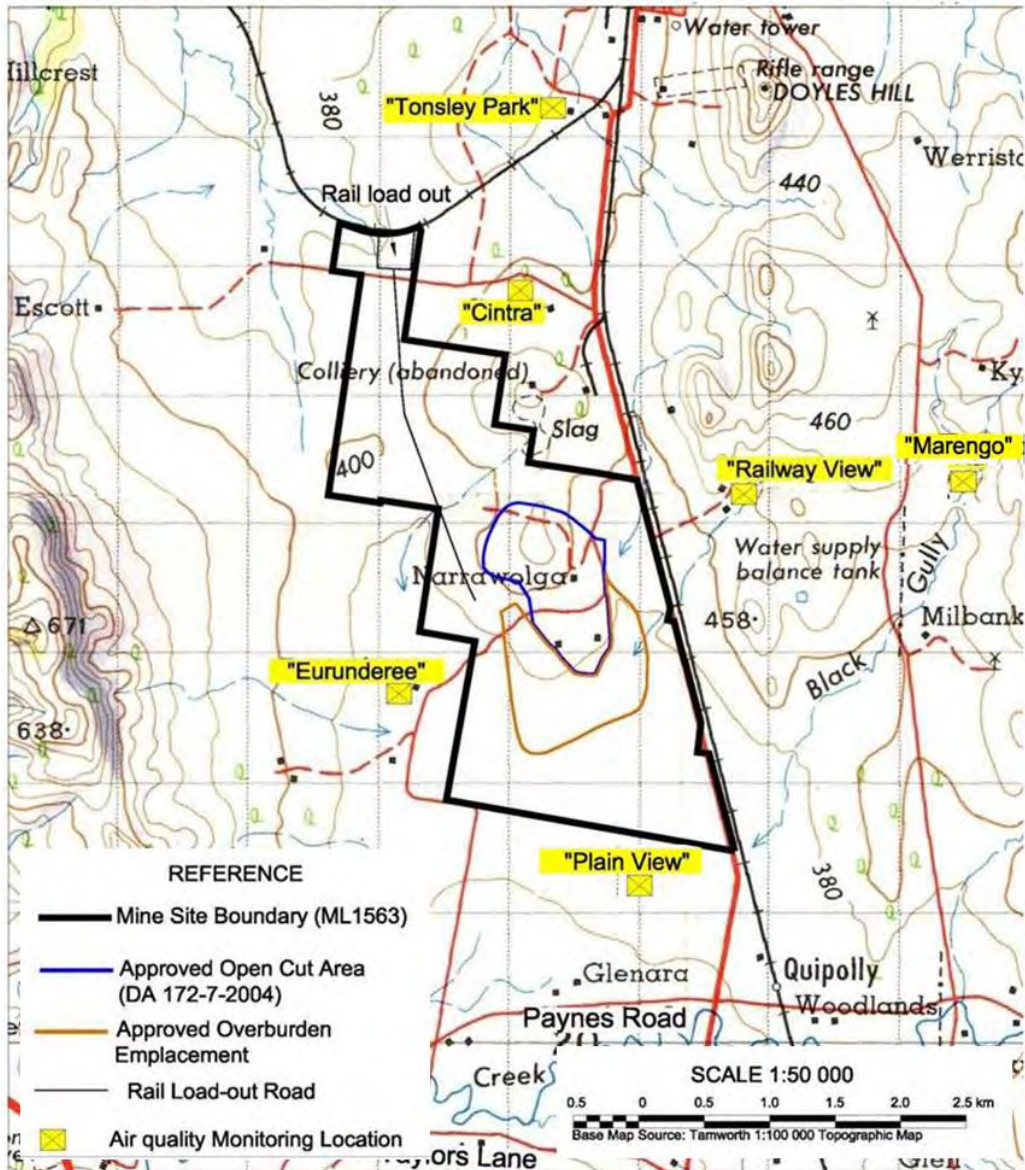 Water tower
Hillcrest
Rifle range
DOYLES HILL
380
"Tonsley Park"
440
Rail load out
Escott
"Cintra"
Colliery (abandoned)
Slag
460
"Marengo"
"Railway View"
400
Water supply
balance tank
Gully
Narrawolga
671
458
Milbank
"Eurunderee"
Black
638
"Plain View"
380
REFERENCE
Mine Site Boundary (ML1563)
Approved Open Cut Area
(DA 172-7-2004)
Approved Overburden
Emplacement
Rail Load-out Road
Air quality Monitoring Location
Glenara
Quipolly
Woodlands
Paynes Road
Creek
SCALE 1:50 000
0.5 0 0.5 1.0 1.5 2.0 2.5 km
Base Map Source: Tamworth 1:100 000 Topographic Map